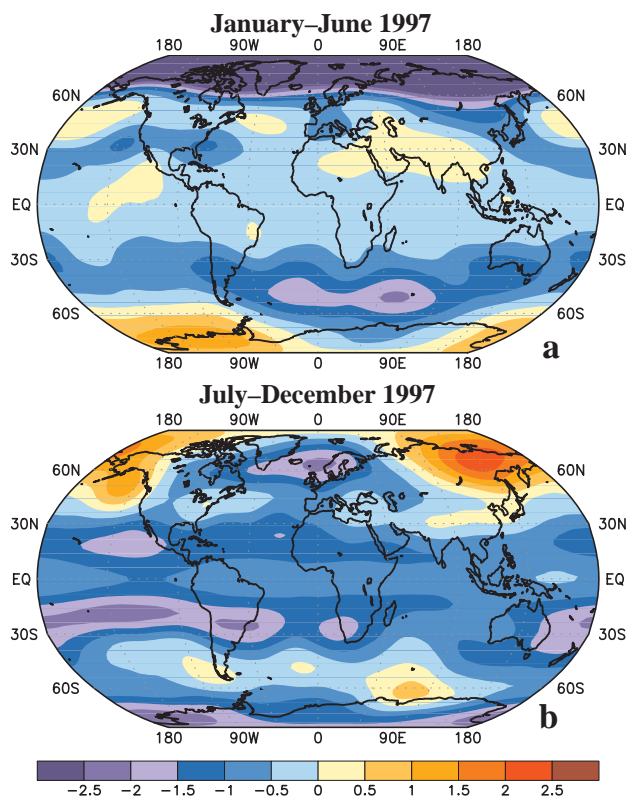 January–June 1997
180 90W 0 90E 180
60N 60N
30N 30N
EQ EQ
30S 30S
60S 60S
a
180 90W 0 90E 180
July–December 1997
180 90W 0 90E 180
60N 60N
30N 30N
EQ EQ
30S 30S
60S 60S
b
180 90W 0 90E 180
−2.5 −2 −1.5 −1 −0.5 0 0.5 1 1.5 2 2.5